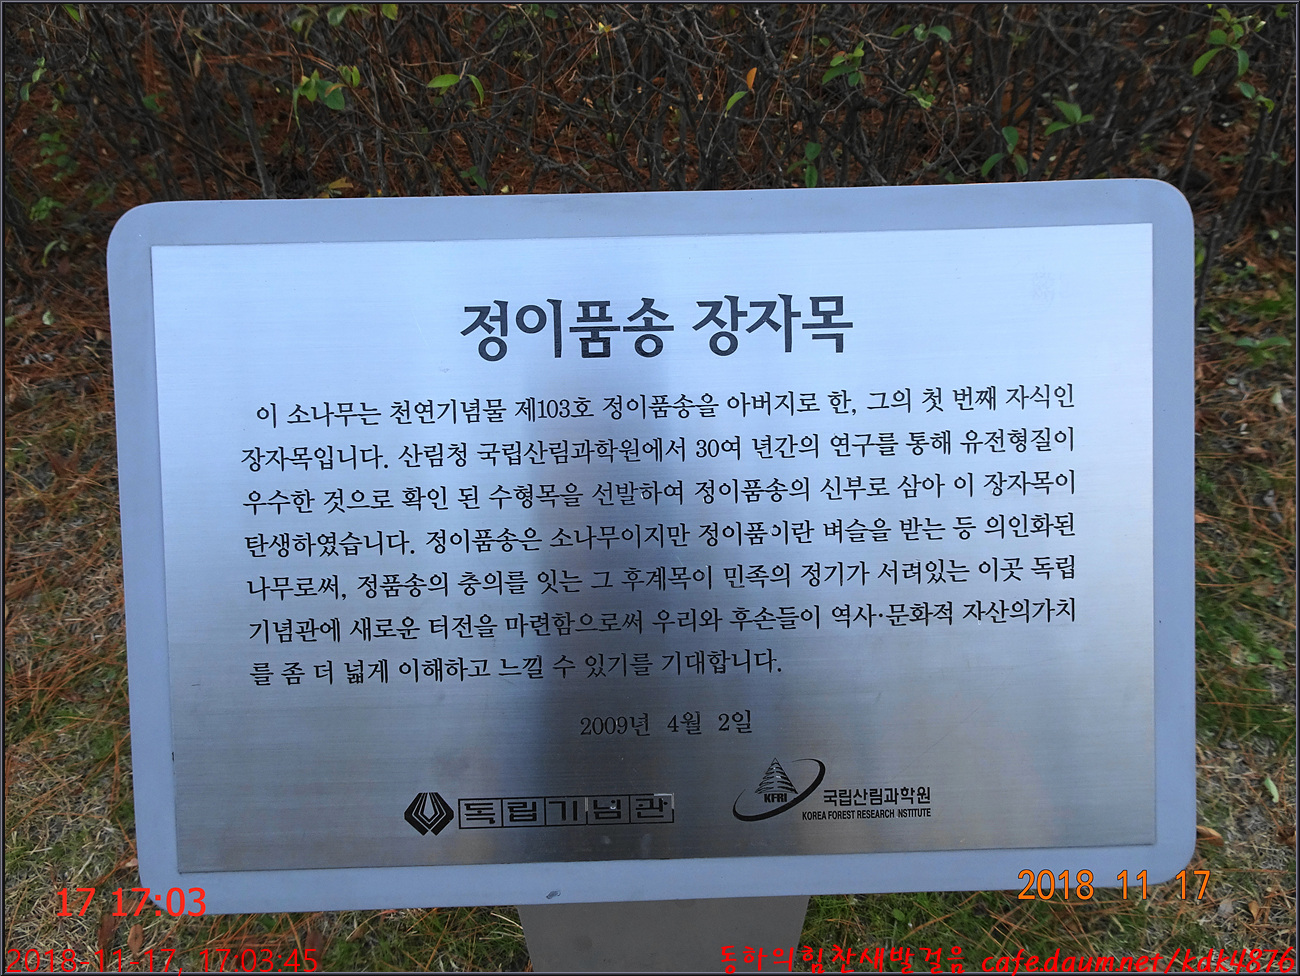 정이품송 장자목
이 소나무는 천연기념물 제103호 정이품송을 아버지로 한, 그의 첫 번째 자식인
장자목입니다. 산림청 국립산림과학원에서 30여 년간의 연구를 통해 유전형질이
우수한 것으로 확인 된 수형목을 선발하여 정이품송의 신부로 삼아 이 장자목이
탄생하였습니다. 정이품송은 소나무이지만 정이품이란 벼슬을 받는 등 의인화된
나무로써, 정품송의 충의를 잇는 그 후계목이 민족의 정기가 서려있는 이곳 독립
기념관에 새로운 터전을 마련함으로써 우리와 후손들이 역사·문화적 자산의가치
를 좀 더 넓게 이해하고 느낄 수 있기를 기대합니다.
2009년 4월 2일
독립기념관
KFRI 국립산림과학원
KOREA FOREST RESEARCH INSTITUTE
17 17:03
2018 11 17
2018-11-17, 17:03:45
동하의힘찬새발걸음 cafe.daum.net/kdkl1876